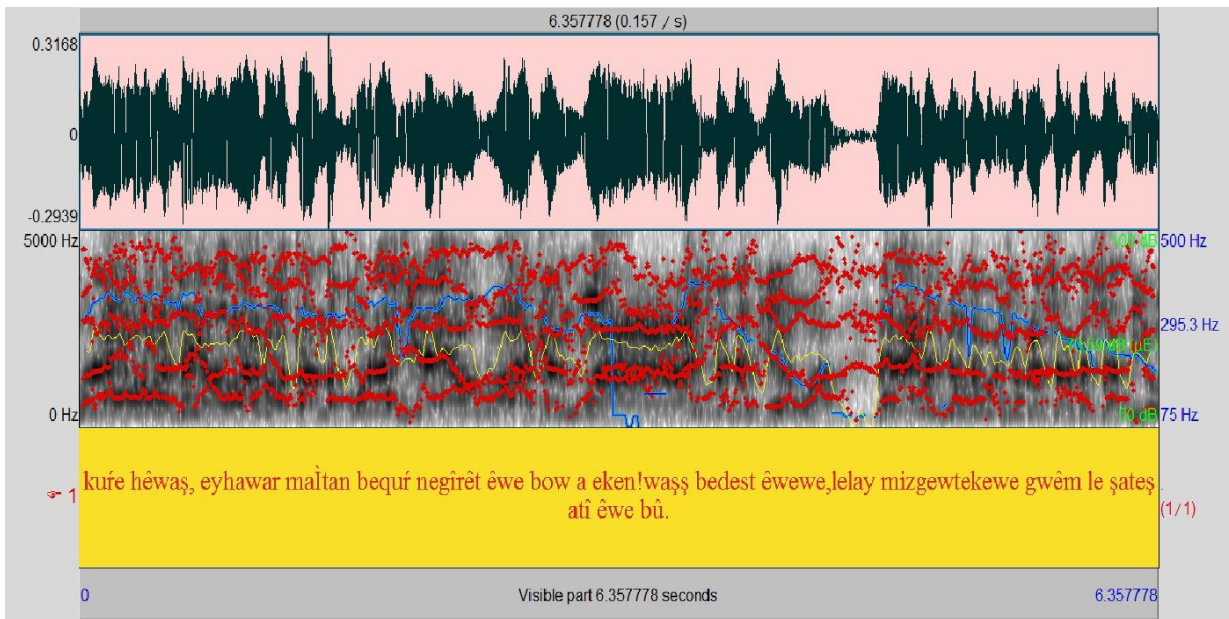 6.357778 (0.157 / s)
0.3168
0
-0.2939
5000 Hz
100 dB
500 Hz
295.3 Hz
0 Hz
50 dB
75 Hz
☞ 1
kuŕe hêwaş, eyhawar maĺtan bequŕ negîrêt êwe bow a eken!waşş bedest êwewe,lelay mizgewtekewe gwêm le şateş
atî êwe bû.
(1/1)
0
Visible part 6.357778 seconds
6.357778